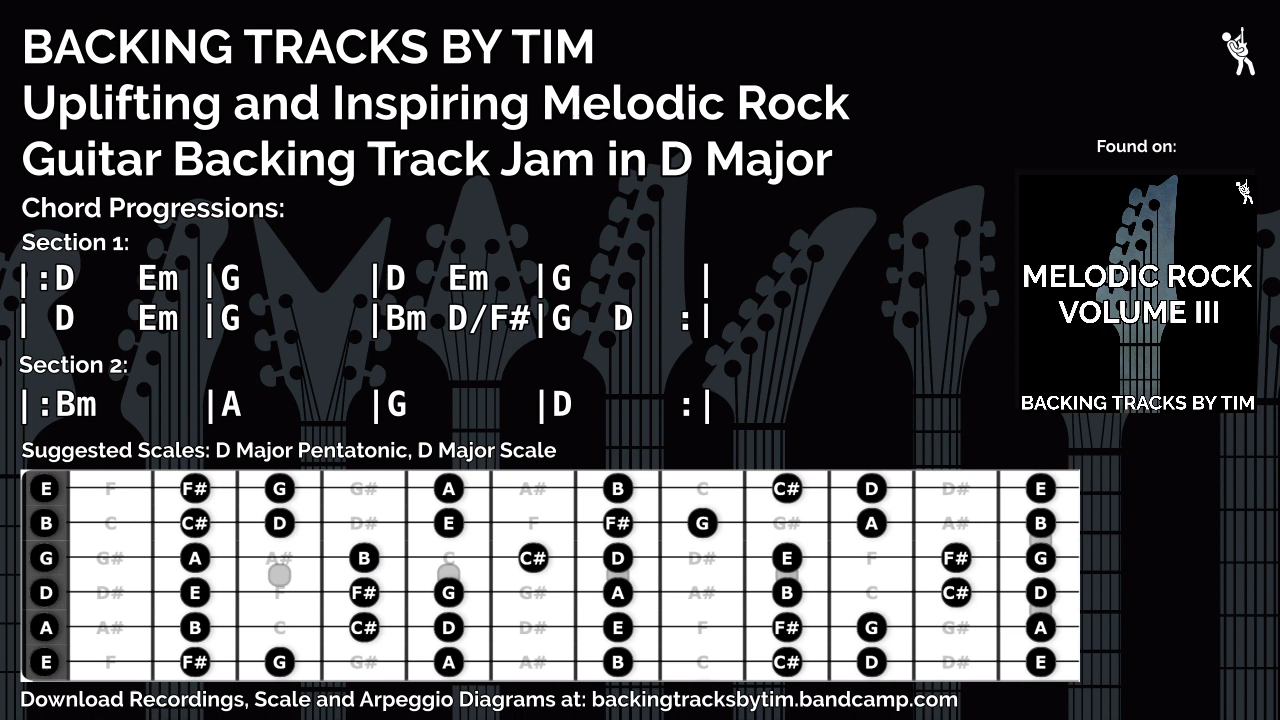 BACKING TRACKS BY TIM
Uplifting and Inspiring Melodic Rock
Guitar Backing Track Jam in D Major
Found on:
MELODIC ROCK
VOLUME III
BACKING TRACKS BY TIM
Chord Progressions:
Section 1:
|:D Em |G |D Em |G |
| D Em |G |Bm D/F#|G D :|
Section 2:
|:Bm |A |G |D :|
Suggested Scales: D Major Pentatonic, D Major Scale
E F F# G G# A A# B C C# D D# E
B C C# D D# E F F# G G# A A# B
G G# A A# B C C# D D# E F F# G
D D# E F F# G G# A A# B C C# D
A A# B C C# D D# E F F# G G# A
E F F# G G# A A# B C C# D D# E
Download Recordings, Scale and Arpeggio Diagrams at: backingtracksbytim.bandcamp.com